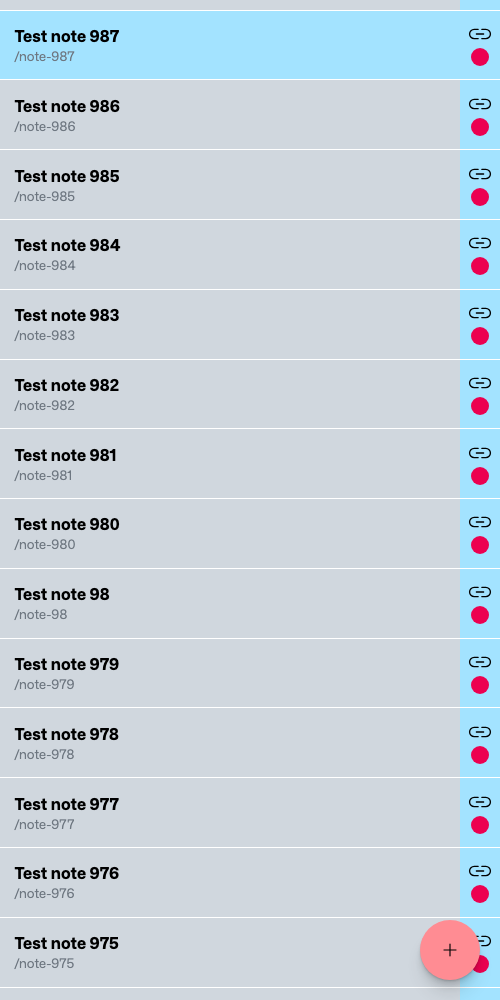 Test note 987
/note-987
Test note 986
/note-986
Test note 985
/note-985
Test note 984
/note-984
Test note 983
/note-983
Test note 982
/note-982
Test note 981
/note-981
Test note 980
/note-980
Test note 98
/note-98
Test note 979
/note-979
Test note 978
/note-978
Test note 977
/note-977
Test note 976
/note-976
Test note 975
/note-975